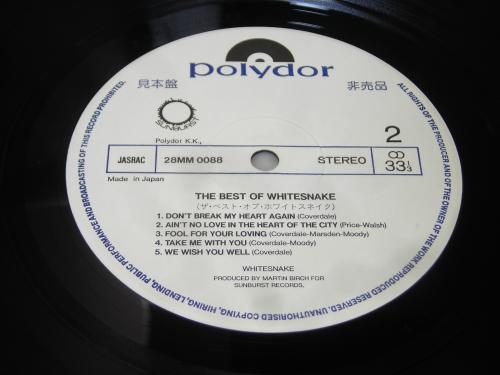 polydor
見本盤
非売品
SUNBURST
Polydor K.K.,
2
JASRAC
28MM 0088
STEREO
33 1/3
Made in Japan
THE BEST OF WHITESNAKE
(ザ・ベスト・オブ・ホワイトスネイク)
1. DON'T BREAK MY HEART AGAIN (Coverdale)
2. AIN'T NO LOVE IN THE HEART OF THE CITY (Price-Walsh)
3. FOOL FOR YOUR LOVING (Coverdale-Marsden-Moody)
4. TAKE ME WITH YOU (Coverdale-Moody)
5. WE WISH YOU WELL (Coverdale)
WHITESNAKE
PRODUCED BY MARTIN BIRCH FOR
SUNBURST RECORDS.
ALL RIGHTS OF THE PRODUCER AND OF THE OWNER OF THE WORK REPRODUCED RESERVED. UNAUTHORISED COPYING, HIRING, LENDING, PUBLIC PERFORMANCE AND BROADCASTING OF THIS RECORD PROHIBITED.